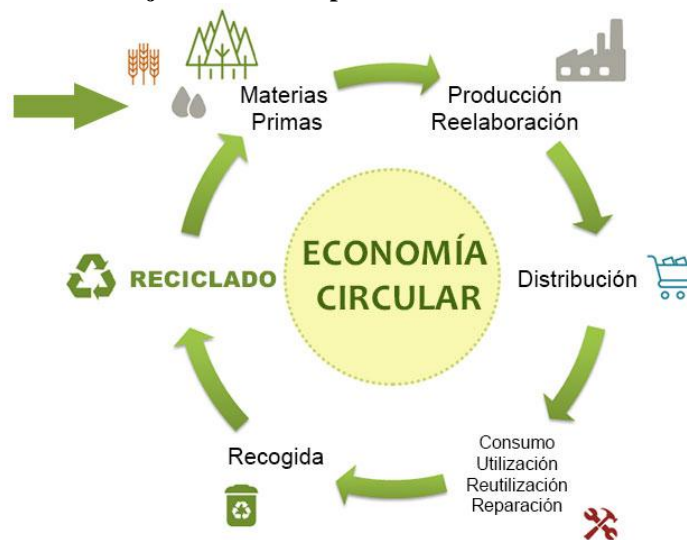 Materias
Primas
Producción
Reelaboración
Distribución
Consumo
Utilización
Reutilización
Reparación
Recogida
RECICLADO
ECONOMÍA
CIRCULAR